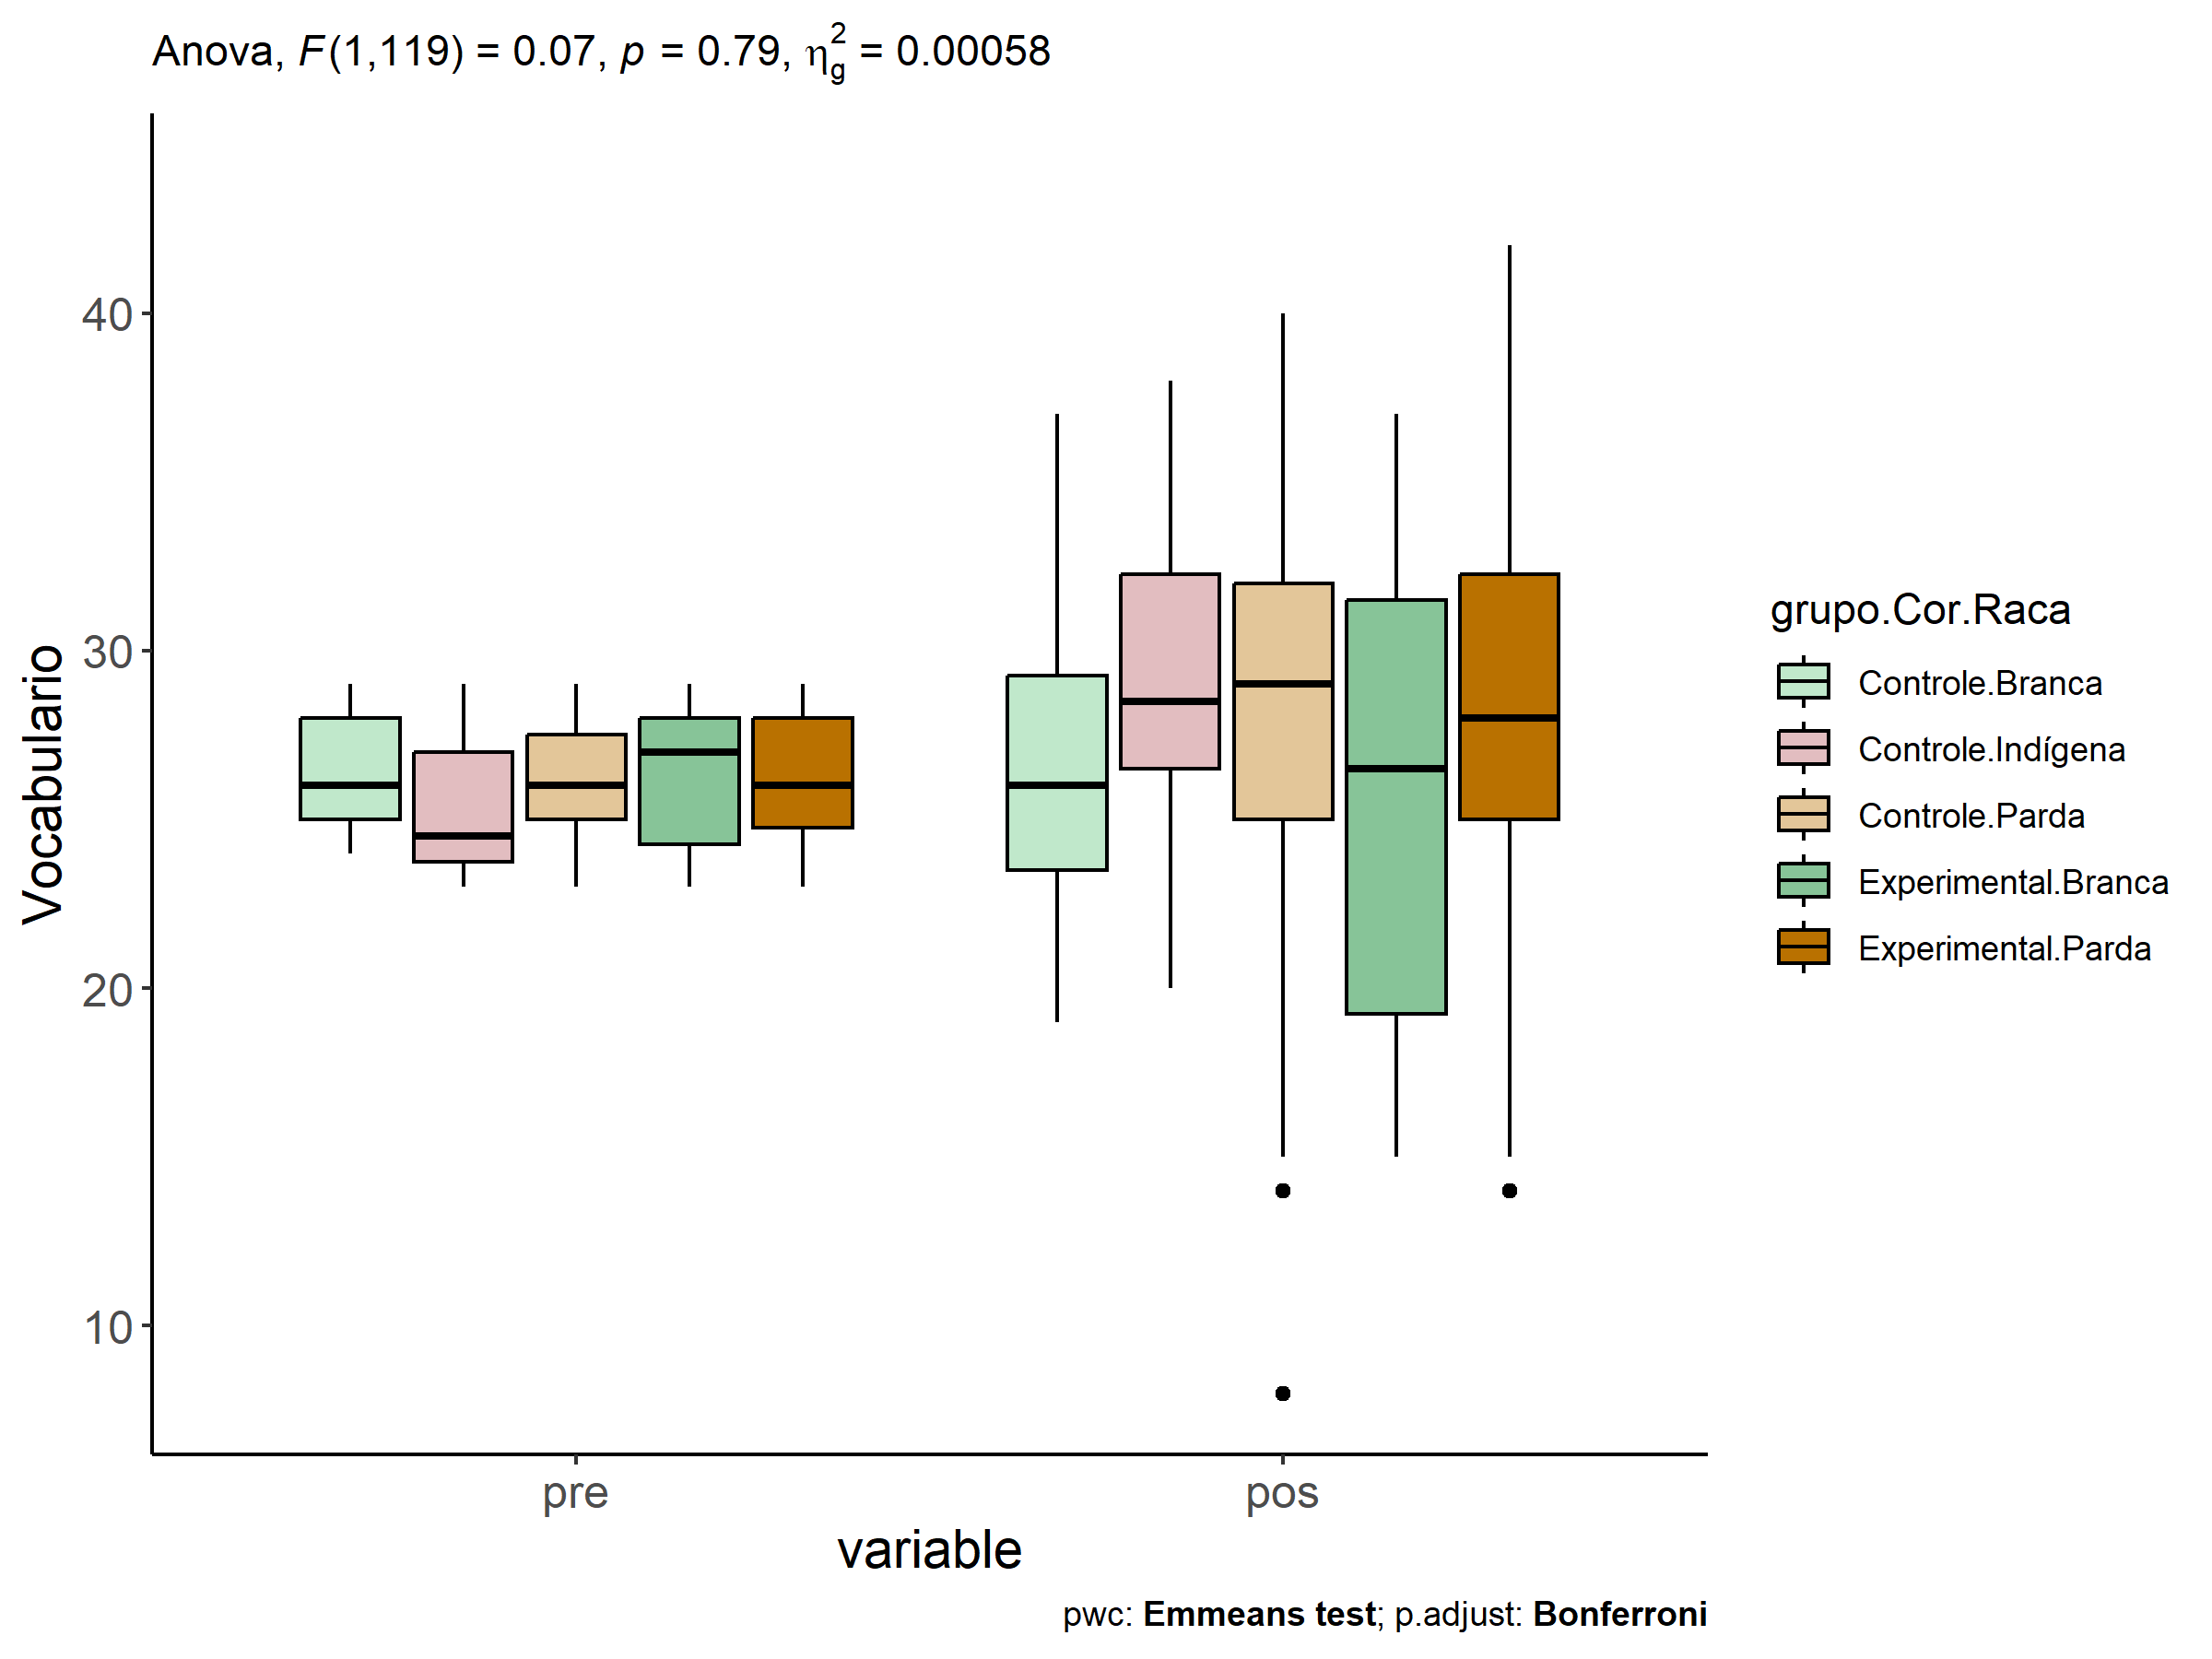 Anova, F(1,119) = 0.07, p = 0.79, η²g = 0.00058
Vocabulario
40
30
20
10
pre
pos
variable
grupo.Cor.Raca
Controle.Branca
Controle.Indígena
Controle.Parda
Experimental.Branca
Experimental.Parda
pwc: Emmeans test; p.adjust: Bonferroni